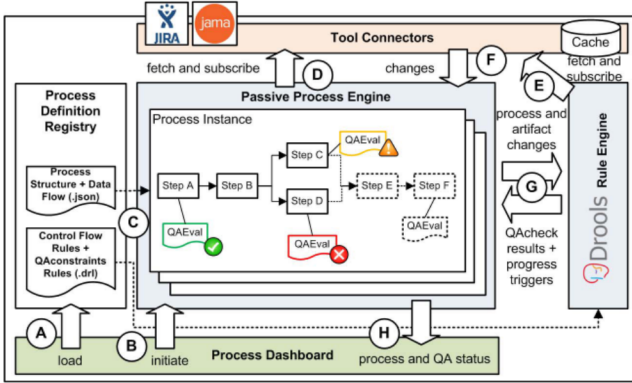 JIRA
jama
Tool Connectors
Cache
fetch and subscribe
D
changes
F
E
fetch and
subscribe
Process
Definition
Registry
Process
Structure + Data
Flow (.json)
Control Flow
Rules +
QAconstraints
Rules (.drl)
C
Passive Process Engine
Process Instance
Step A
Step B
Step C
Step D
Step E
Step F
QAEval
QAEval
QAEval
QAEval
process and
artifact
changes
G
QAcheck
results +
progress
triggers
Drools Rule Engine
A
load
B
initiate
Process Dashboard
H
process and QA status